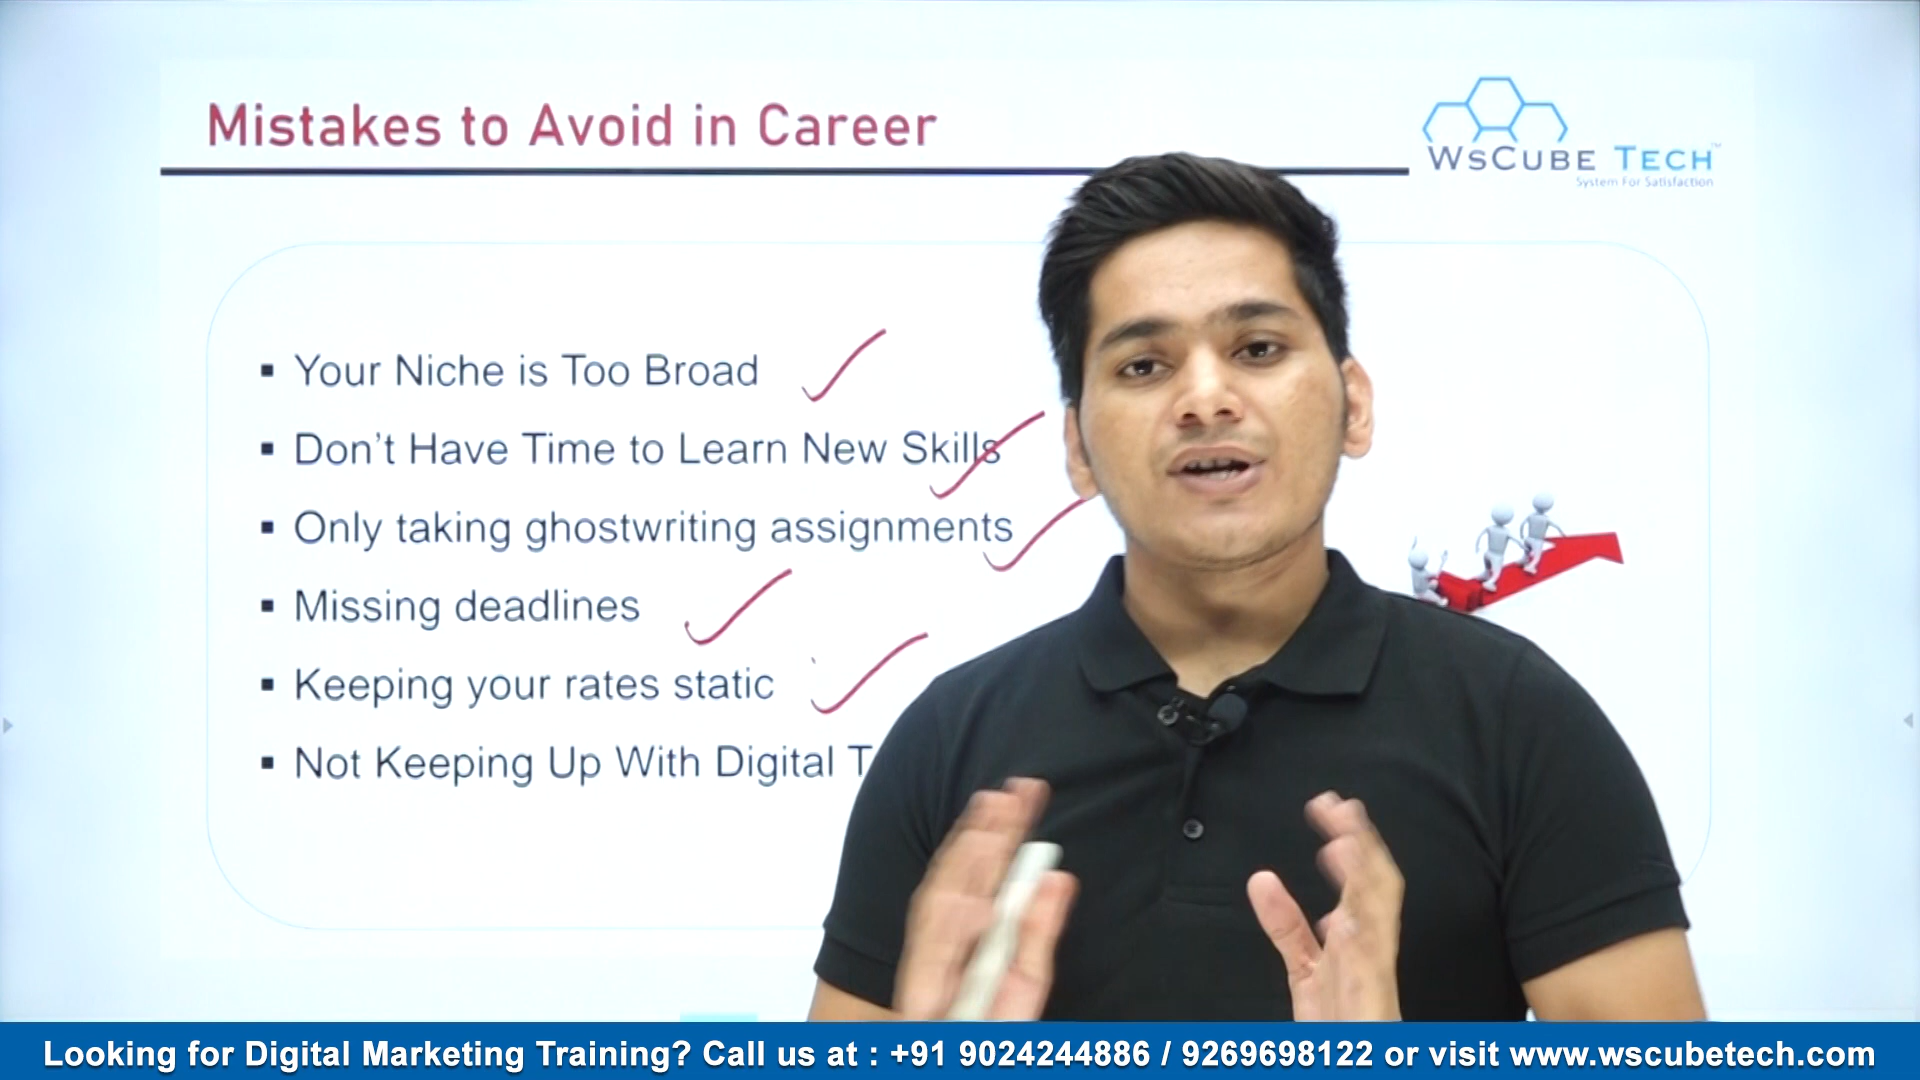 Mistakes to Avoid in Career
WSCUBE TECH™
System For Satisfaction
▪ Your Niche is Too Broad
▪ Don’t Have Time to Learn New Skills
▪ Only taking ghostwriting assignments
▪ Missing deadlines
▪ Keeping your rates static
▪ Not Keeping Up With Digital T
Looking for Digital Marketing Training? Call us at : +91 9024244886 / 9269698122 or visit www.wscubetech.com